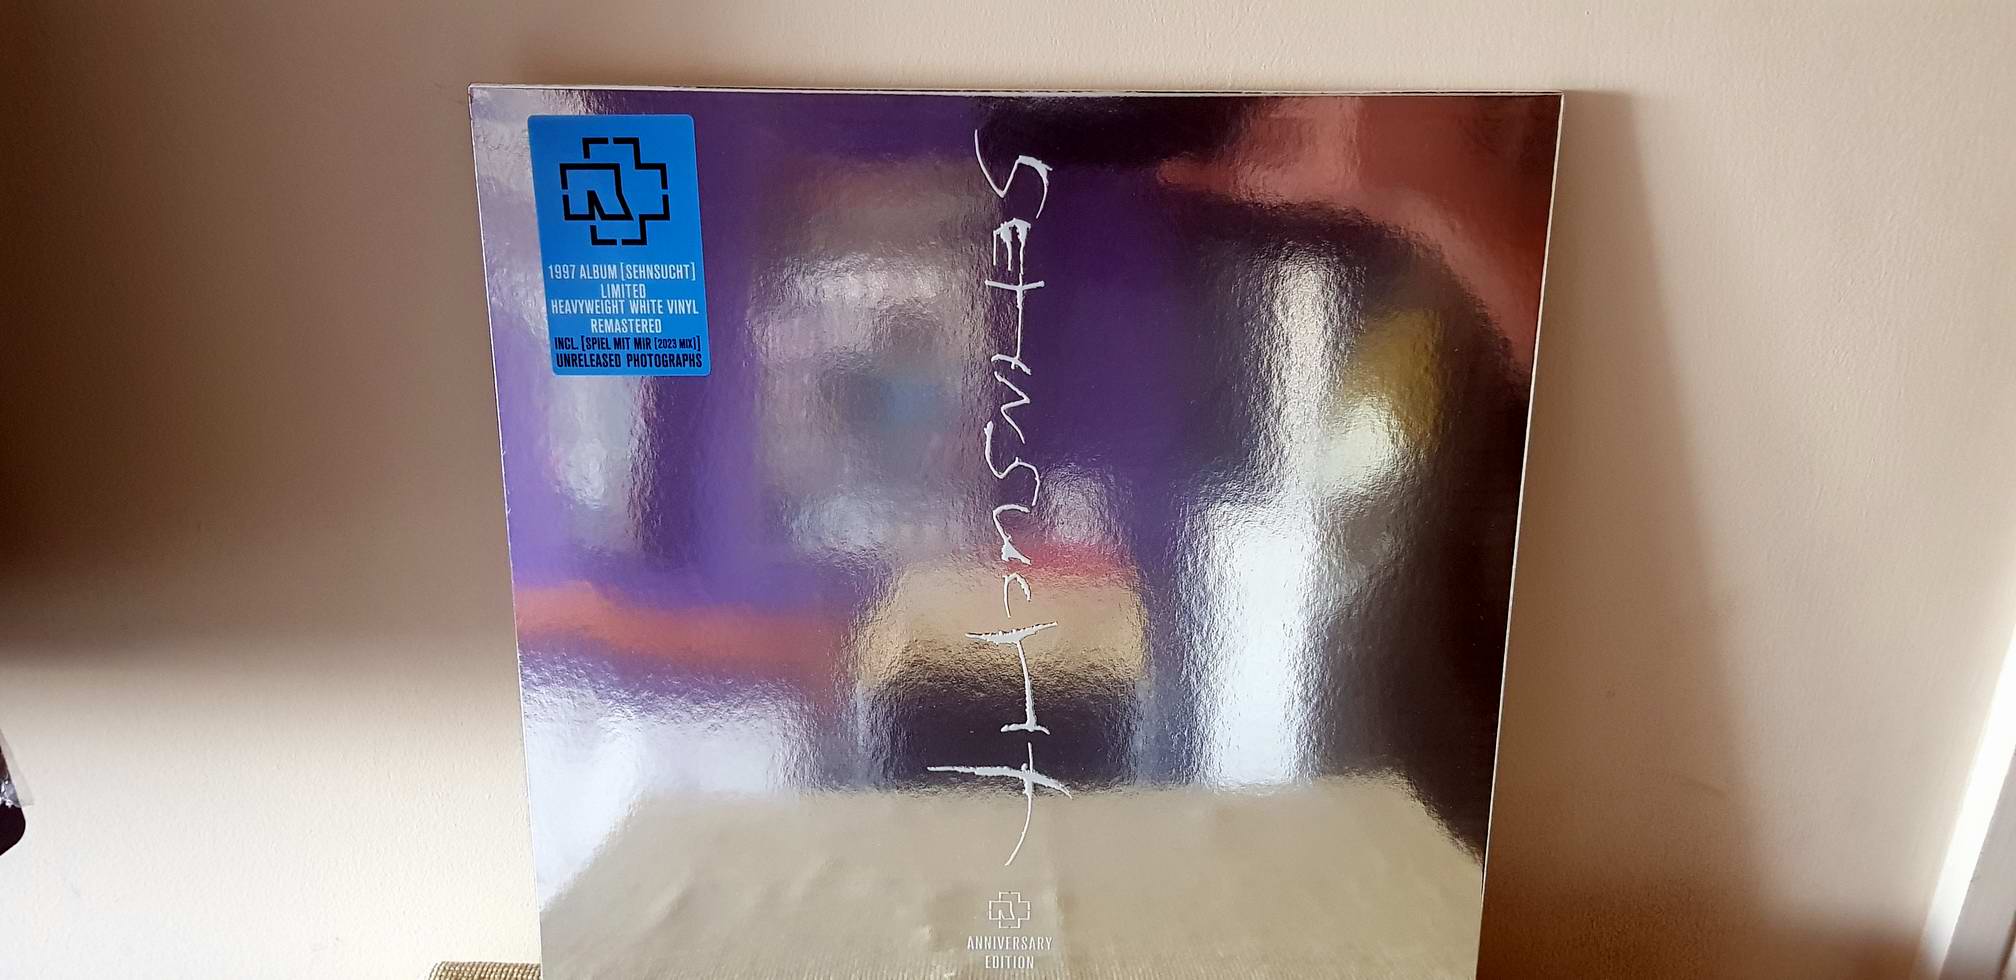 1997 ALBUM [SEHNSUCHT]
LIMITED
HEAVYWEIGHT WHITE VINYL
REMASTERED
INCL. [SPIEL MIT MIR (2023 MIX)]
UNRELEASED PHOTOGRAPHS
SEHNSUCHT
ANNIVERSARY
EDITION